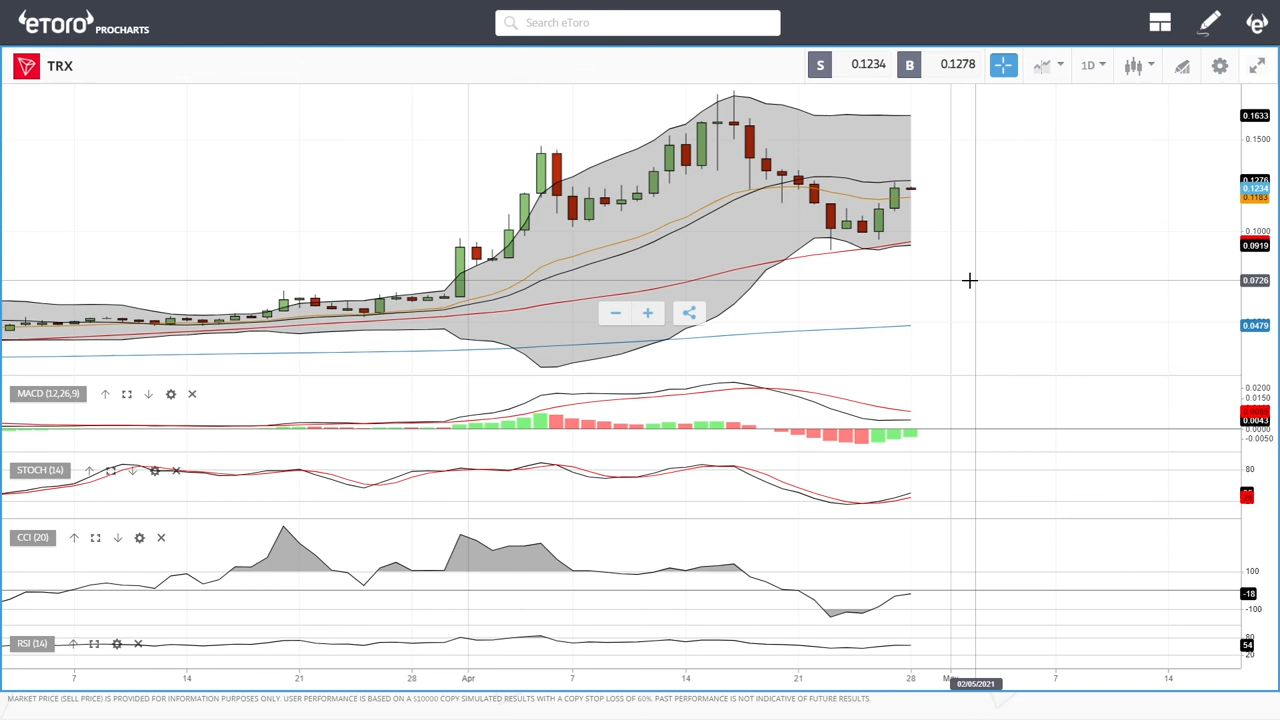 eTORO PROCHARTS
Search eToro
TRX
S 0.1234 B 0.1278
1D
0.1633
0.1500
0.1276
0.1234
0.1183
0.1000
0.0919
0.0726
0.0479
MACD (12,26,9)
0.0200
0.0150
0.0085
0.0043
0.0000
-0.0050
STOCH (14)
80
CCI (20)
100
-18
-100
RSI (14)
80
54
20
7 14 21 28 Apr 7 14 21 28 7 14
02/05/2021
MARKET PRICE (SELL PRICE) IS PROVIDED FOR INFORMATION PURPOSES ONLY. USER PERFORMANCE IS BASED ON A $10000 COPY SIMULATED RESULTS WITH A COPY STOP LOSS OF 60%. PAST PERFORMANCE IS NOT INDICATIVE OF FUTURE RESULTS.